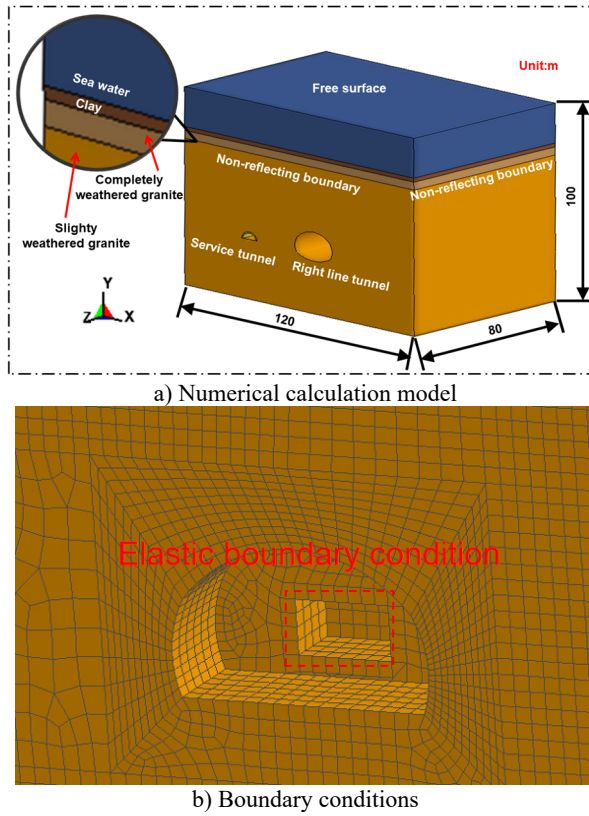 Unit:m
Free surface
Sea water
Clay
Non-reflecting boundary
Non-reflecting boundary
Completely
weathered granite
Slighty
weathered granite
Service tunnel
Right line tunnel
100
Y
Z
X
120
80
a) Numerical calculation model
Elastic boundary condition
b) Boundary conditions